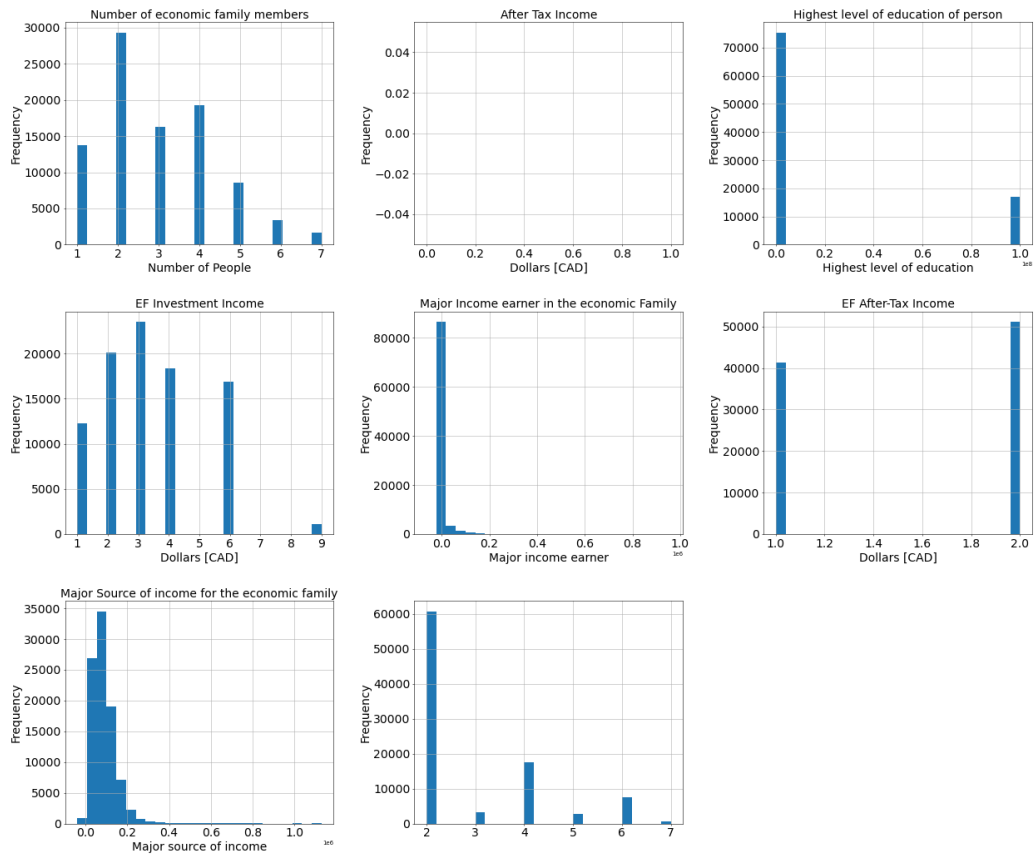 Number of economic family members
30000
25000
20000
15000
10000
5000
0
Frequency
1 2 3 4 5 6 7
Number of People
After Tax Income
0.04
0.02
0.00
−0.02
−0.04
Frequency
0.0 0.2 0.4 0.6 0.8 1.0
Dollars [CAD]
Highest level of education of person
70000
60000
50000
40000
30000
20000
10000
0
Frequency
0.0 0.2 0.4 0.6 0.8 1.0
1e8
Highest level of education
EF Investment Income
20000
15000
10000
5000
0
Frequency
1 2 3 4 5 6 7 8 9
Dollars [CAD]
Major Income earner in the economic Family
80000
60000
40000
20000
0
Frequency
0.0 0.2 0.4 0.6 0.8 1.0
1e6
Major income earner
EF After-Tax Income
50000
40000
30000
20000
10000
0
Frequency
1.0 1.2 1.4 1.6 1.8 2.0
Dollars [CAD]
Major Source of income for the economic family
35000
30000
25000
20000
15000
10000
5000
0
Frequency
0.0 0.2 0.4 0.6 0.8 1.0
1e6
Major source of income
60000
50000
40000
30000
20000
10000
0
Frequency
2 3 4 5 6 7